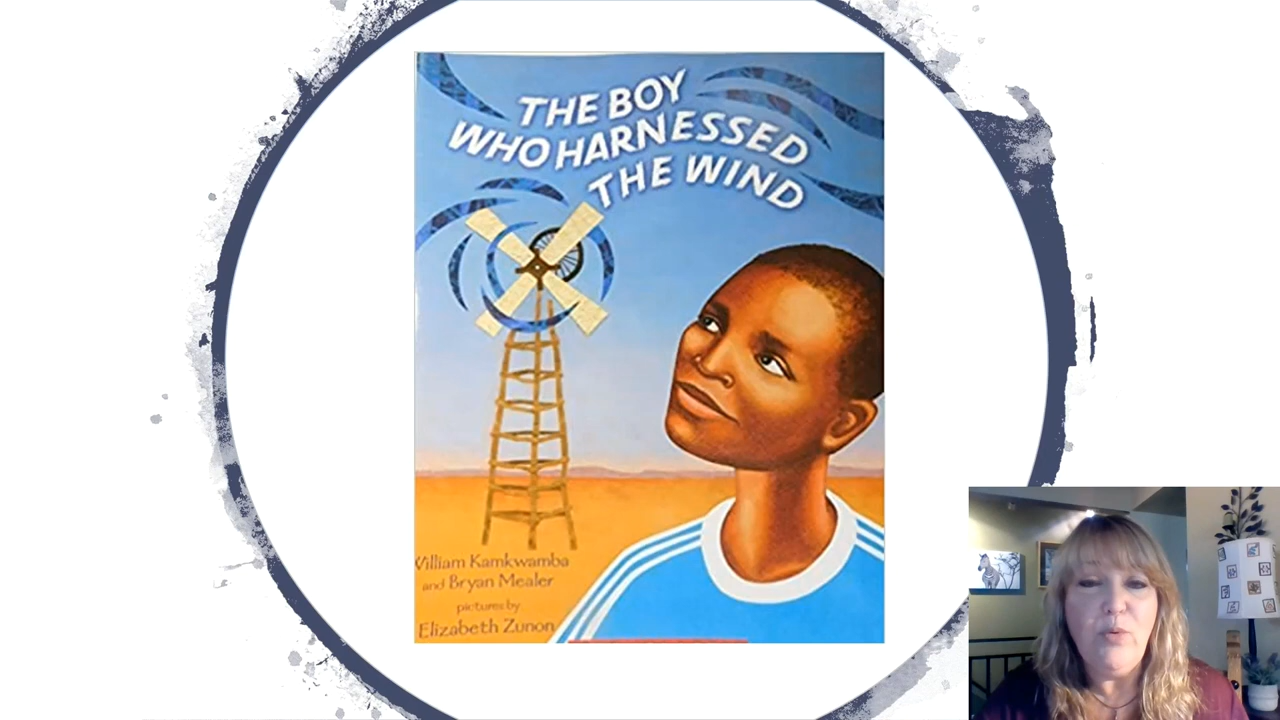 THE BOY
WHO HARNESSED
THE WIND
William Kamkwamba
and Bryan Mealer
pictures by
Elizabeth Zunon